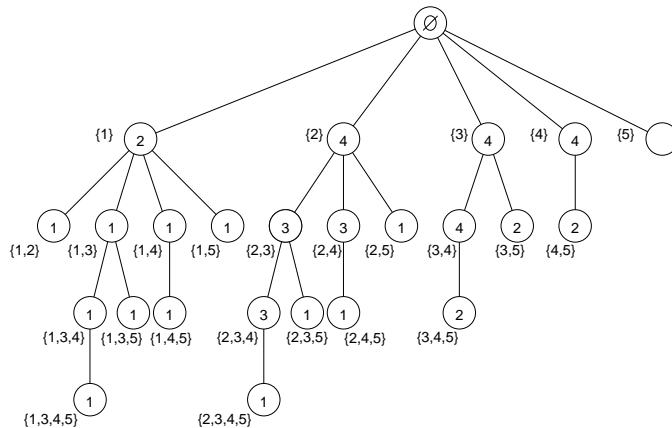 ∅
{1} 2 {2} 4 {3} 4 {4} 4 {5}
1 1 1 1 3 3 1 4 2 2
{1,2} {1,3} {1,4} {1,5} {2,3} {2,4} {2,5} {3,4} {3,5} {4,5}
1 1 1 3 1 1 2
{1,3,4} {1,3,5} {1,4,5} {2,3,4} {2,3,5} {2,4,5} {3,4,5}
1 1
{1,3,4,5} {2,3,4,5}